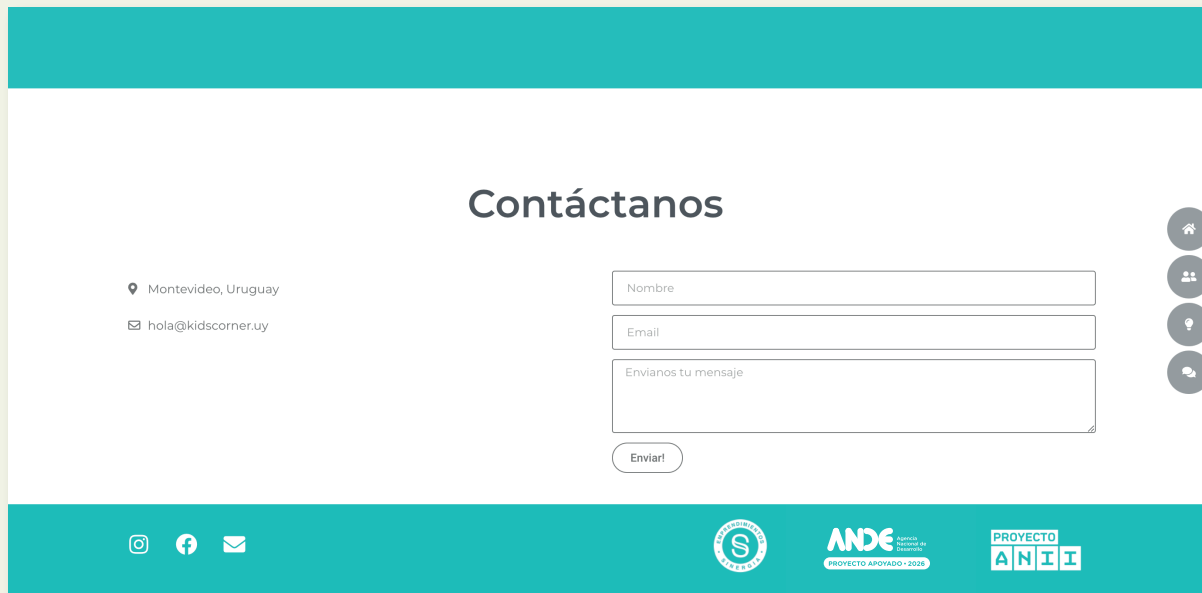 Contáctanos
Montevideo, Uruguay
hola@kidscorner.uy
Nombre
Email
Envianos tu mensaje
Enviar!
EMPRENDIMIENTOS
SINERGIA
S
ANDE
Agencia
Nacional de
Desarrollo
PROYECTO APOYADO • 2026
PROYECTO
ANII